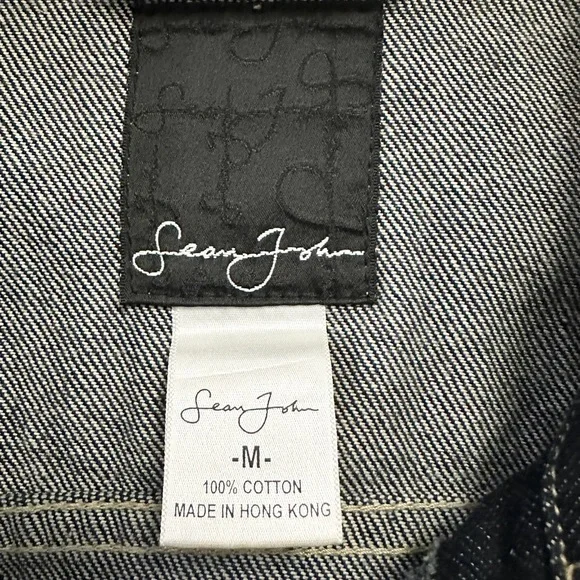 Sean John
Sean John
-M-
100% COTTON
MADE IN HONG KONG